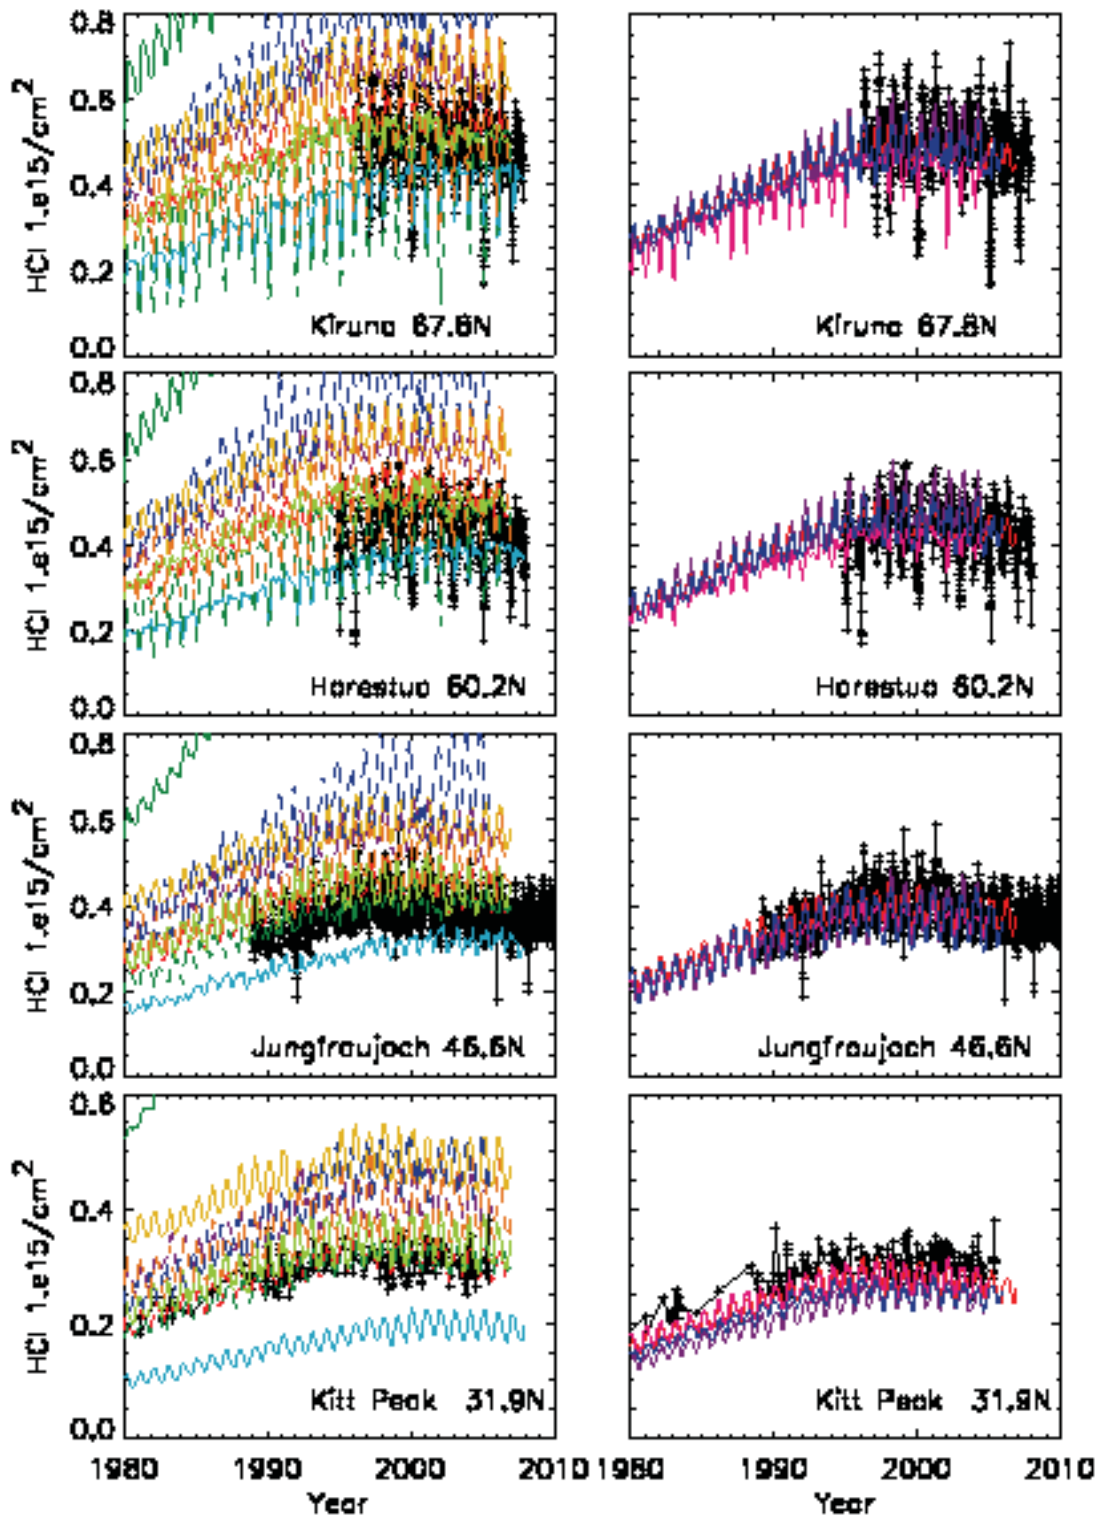 0.8
0.6
0.4
0.2
0.0
HCl 1.e15/cm2
Kiruna 67.8N
Kiruna 67.8N
0.8
0.6
0.4
0.2
0.0
HCl 1.e15/cm2
Harestua 60.2N
Harestua 60.2N
0.8
0.6
0.4
0.2
0.0
HCl 1.e15/cm2
Jungfraujoch 46.6N
Jungfraujoch 46.6N
0.6
0.4
0.2
0.0
HCl 1.e15/cm2
Kitt Peak 31.9N
Kitt Peak 31.9N
1980 1990 2000 2010 1980 1990 2000 2010
Year Year